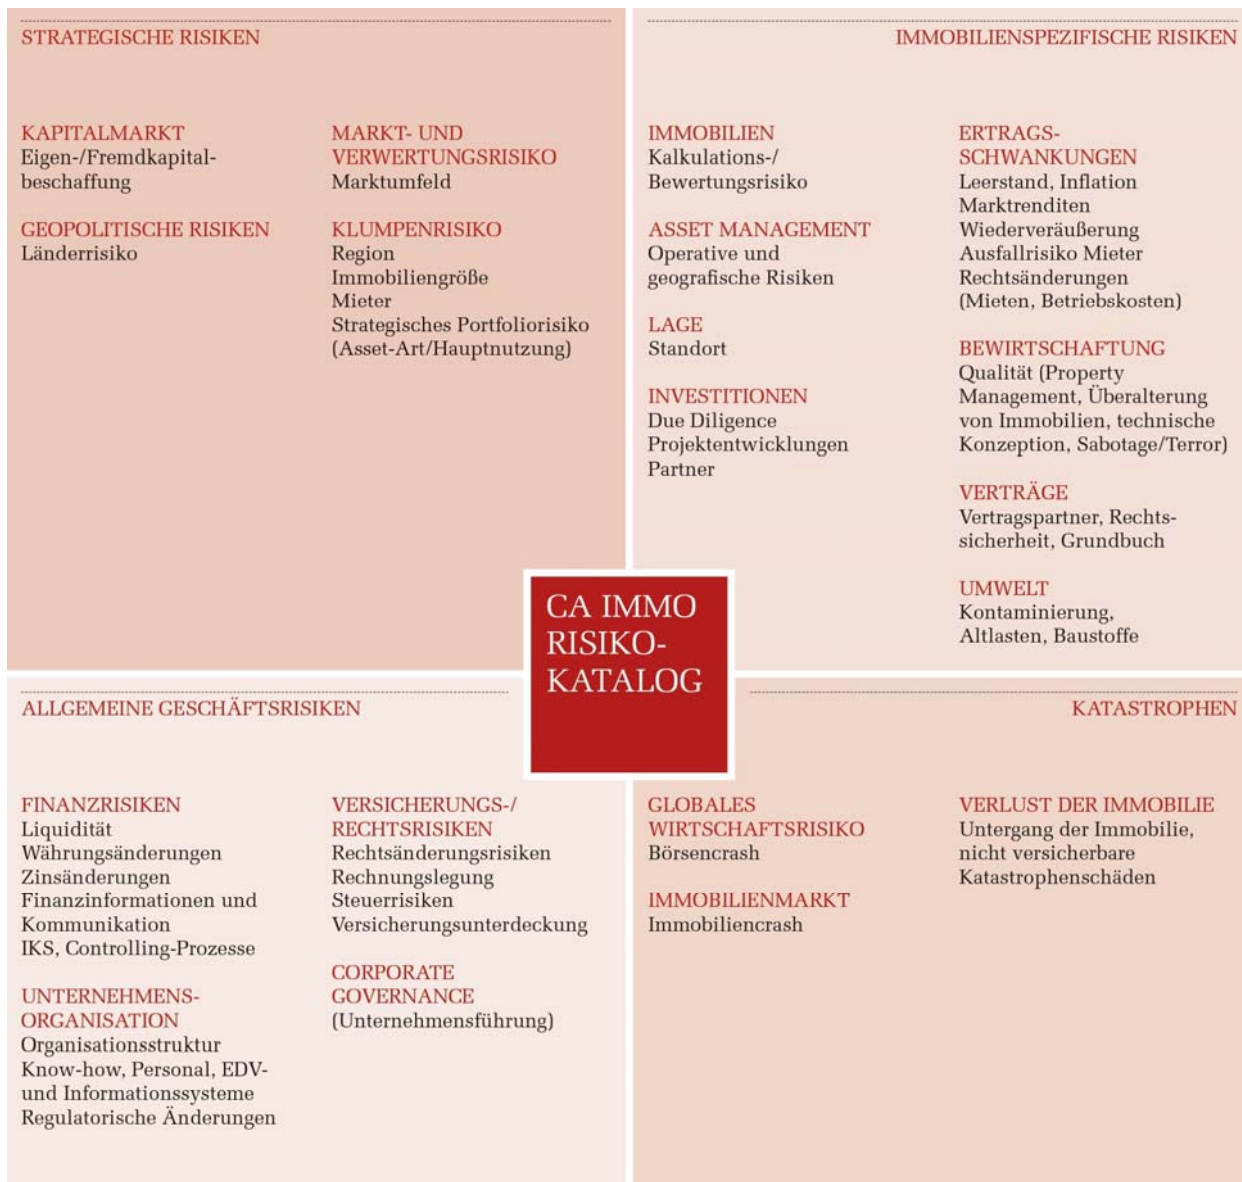 STRATEGISCHE RISIKEN
KAPITALMARKT
Eigen-/Fremdkapital-
beschaffung
GEOPOLITISCHE RISIKEN
Länderrisiko
MARKT- UND
VERWERTUNGSRISIKO
Marktumfeld
KLUMPENRISIKO
Region
Immobiliengröße
Mieter
Strategisches Portfoliorisiko
(Asset-Art/Hauptnutzung)
IMMOBILIENSPEZIFISCHE RISIKEN
IMMOBILIEN
Kalkulations-/
Bewertungsrisiko
ASSET MANAGEMENT
Operative und
geografische Risiken
LAGE
Standort
INVESTITIONEN
Due Diligence
Projektentwicklungen
Partner
ERTRAGS-
SCHWANKUNGEN
Leerstand, Inflation
Marktrenditen
Wiederveräußerung
Ausfallrisiko Mieter
Rechtsänderungen
(Mieten, Betriebskosten)
BEWIRTSCHAFTUNG
Qualität (Property
Management, Überalterung
von Immobilien, technische
Konzeption, Sabotage/Terror)
VERTRÄGE
Vertragspartner, Rechts-
sicherheit, Grundbuch
UMWELT
Kontaminierung,
Altlasten, Baustoffe
CA IMMO
RISIKO-
KATALOG
ALLGEMEINE GESCHÄFTSRISIKEN
FINANZRISIKEN
Liquidität
Währungsänderungen
Zinsänderungen
Finanzinformationen und
Kommunikation
IKS, Controlling-Prozesse
UNTERNEHMENS-
ORGANISATION
Organisationsstruktur
Know-how, Personal, EDV-
und Informationssysteme
Regulatorische Änderungen
VERSICHERUNGS-/
RECHTSRISIKEN
Rechtsänderungsrisiken
Rechnungslegung
Steuerrisiken
Versicherungsunterdeckung
CORPORATE
GOVERNANCE
(Unternehmensführung)
KATASTROPHEN
GLOBALES
WIRTSCHAFTSRISIKO
Börsencrash
IMMOBILIENMARKT
Immobiliencrash
VERLUST DER IMMOBILIE
Untergang der Immobilie,
nicht versicherbare
Katastrophenschäden